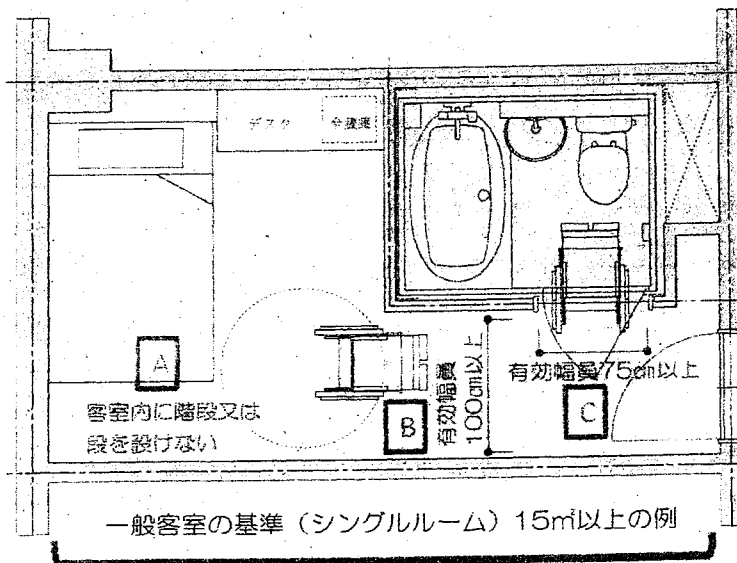 デスク
冷蔵庫
A
客室内に階段又は
段を設けない
B
有効幅員
100cm以上
有効幅員75cm以上
C
一般客室の基準（シングルルーム）15㎡以上の例